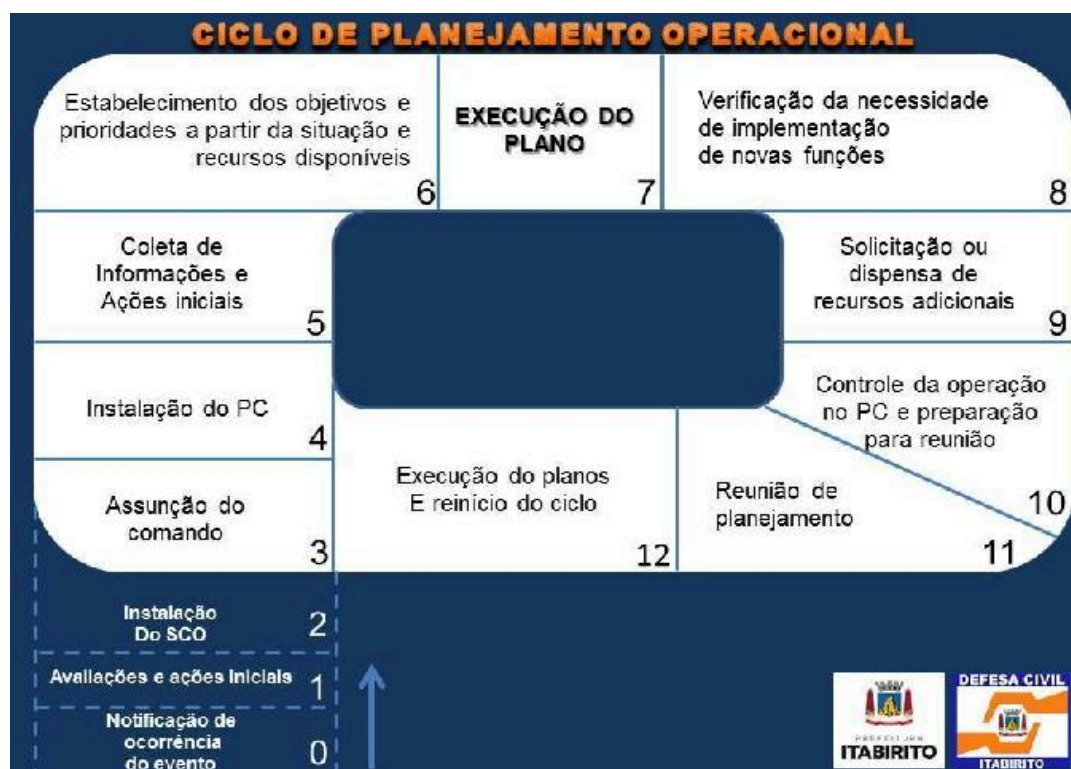 CICLO DE PLANEJAMENTO OPERACIONAL
Estabelecimento dos objetivos e
prioridades a partir da situação e
recursos disponíveis
6
EXECUÇÃO DO
PLANO
7
Verificação da necessidade
de implementação
de novas funções
8
Coleta de
Informações e
Ações iniciais
5
Solicitação ou
dispensa de
recursos adicionais
9
Instalação do PC
4
Controle da operação
no PC e preparação
para reunião
10
Assunção do
comando
3
Execução do planos
E reinício do ciclo
12
Reunião de
planejamento
11
Instalação
Do SCO
2
Avaliações e ações iniciais
1
Notificação de
ocorrência
do evento
0
PREFEITURA
ITABIRITO
DEFESA CIVIL
ITABIRITO